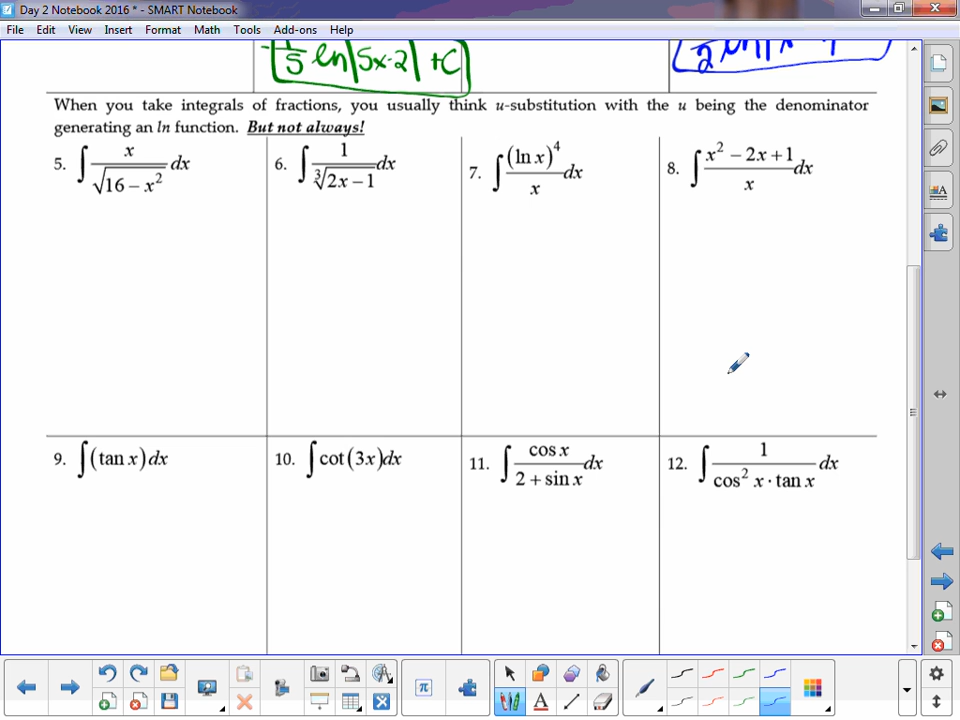 Day 2 Notebook 2016 * - SMART Notebook
File Edit View Insert Format Math Tools Add-ons Help
1/5 ln|5x-2| +C
When you take integrals of fractions, you usually think u-substitution with the u being the denominator
generating an ln function. But not always!
5. ∫ x/√(16 − x²) dx
6. ∫ 1/∛(2x − 1) dx
7. ∫ (ln x)⁴/x dx
8. ∫ (x² − 2x + 1)/x dx
9. ∫ (tan x) dx
10. ∫ cot(3x) dx
11. ∫ cos x/(2 + sin x) dx
12. ∫ 1/(cos² x · tan x) dx